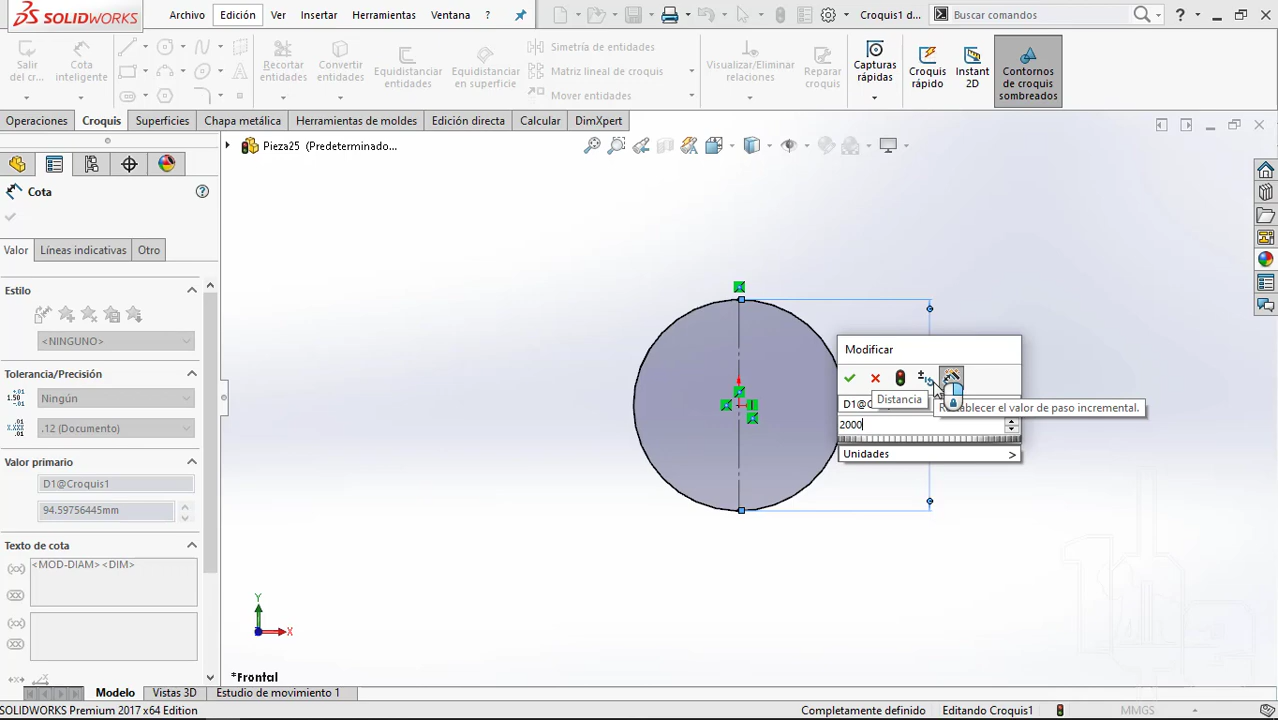 SOLIDWORKS
Archivo Edición Ver Insertar Herramientas Ventana ?
Croquis1 d...
Buscar comandos
?
Salir del cr...
Cota inteligente
Recortar entidades
Convertir entidades
Equidistanciar entidades
Equidistanciar en superficie
Simetría de entidades
Matriz lineal de croquis
Mover entidades
Visualizar/Eliminar relaciones
Reparar croquis
Capturas rápidas
Croquis rápido
Instant 2D
Contornos de croquis sombreados
Operaciones Croquis Superficies Chapa metálica Herramientas de moldes Edición directa Calcular DimXpert
Pieza25 (Predeterminado...
Cota
Valor Líneas indicativas Otro
Estilo
<NINGUNO>
Tolerancia/Precisión
Ningún
.12 (Documento)
Valor primario
D1@Croquis1
94.59756445mm
Texto de cota
<MOD-DIAM> <DIM>
Modificar
Distancia
D1@C
Restablecer el valor de paso incremental.
2000
Unidades >
Y
X
*Frontal
Modelo Vistas 3D Estudio de movimiento 1
SOLIDWORKS Premium 2017 x64 Edition
Completamente definido Editando Croquis1 MMGS